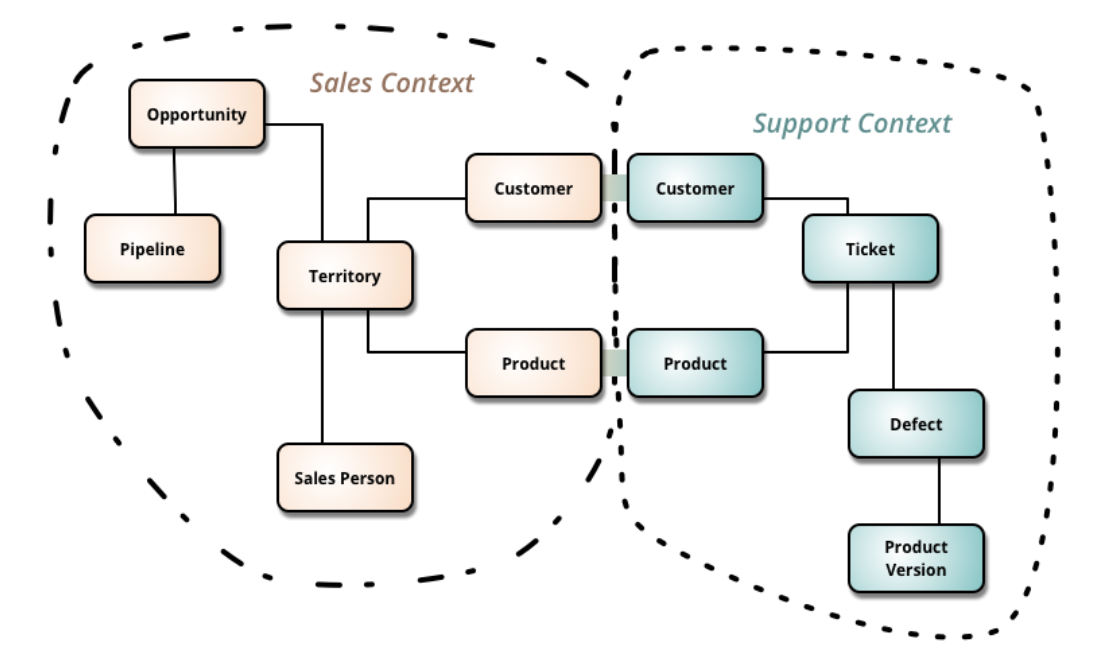 Sales Context
Opportunity
Support Context
Customer
Customer
Pipeline
Ticket
Territory
Product
Product
Defect
Sales Person
Product
Version